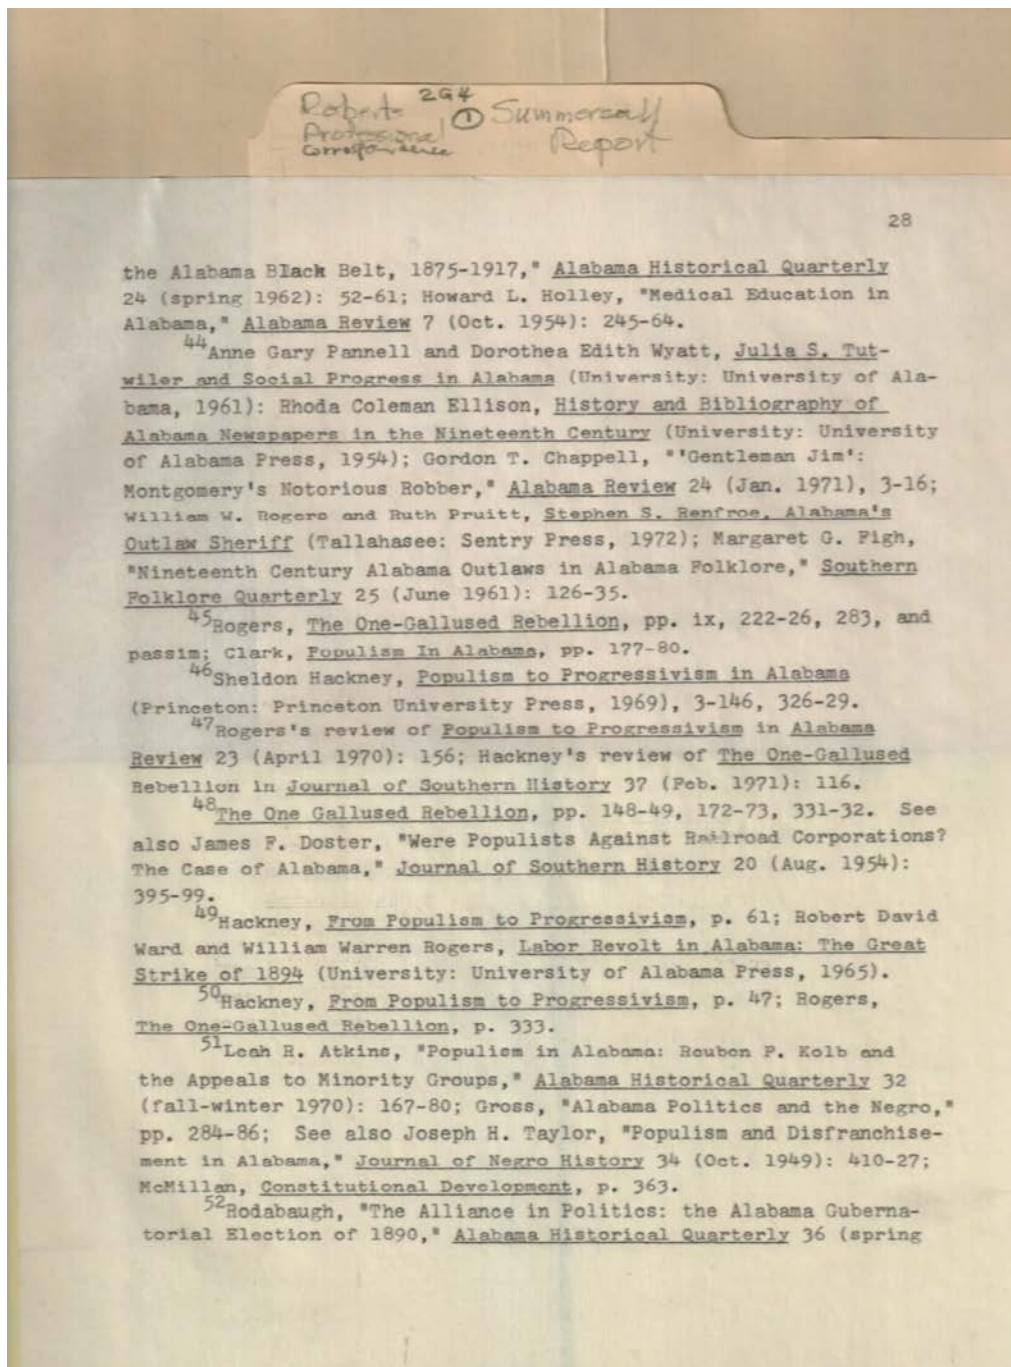 Roberts 2G4 ① Summersall
Professional Report
Correspondence
28
the Alabama Black Belt, 1875-1917," Alabama Historical Quarterly
24 (spring 1962): 52-61; Howard L. Holley, "Medical Education in
Alabama," Alabama Review 7 (Oct. 1954): 245-64.
44Anne Gary Pannell and Dorothea Edith Wyatt, Julia S. Tut-
wiler and Social Progress in Alabama (University: University of Ala-
bama, 1961): Rhoda Coleman Ellison, History and Bibliography of
Alabama Newspapers in the Nineteenth Century (University: University
of Alabama Press, 1954); Gordon T. Chappell, "'Gentleman Jim':
Montgomery's Notorious Robber," Alabama Review 24 (Jan. 1971), 3-16;
William W. Rogers and Ruth Pruitt, Stephen S. Renfroe, Alabama's
Outlaw Sheriff (Tallahasee: Sentry Press, 1972); Margaret G. Figh,
"Nineteenth Century Alabama Outlaws in Alabama Folklore," Southern
Folklore Quarterly 25 (June 1961): 126-35.
45Rogers, The One-Gallused Rebellion, pp. ix, 222-26, 283, and
passim; Clark, Populism In Alabama, pp. 177-80.
46Sheldon Hackney, Populism to Progressivism in Alabama
(Princeton: Princeton University Press, 1969), 3-146, 326-29.
47Rogers's review of Populism to Progressivism in Alabama
Review 23 (April 1970): 156; Hackney's review of The One-Gallused
Rebellion in Journal of Southern History 37 (Feb. 1971): 116.
48The One Gallused Rebellion, pp. 148-49, 172-73, 331-32. See
also James F. Doster, "Were Populists Against Railroad Corporations?
The Case of Alabama," Journal of Southern History 20 (Aug. 1954):
395-99.
49Hackney, From Populism to Progressivism, p. 61; Robert David
Ward and William Warren Rogers, Labor Revolt in Alabama: The Great
Strike of 1894 (University: University of Alabama Press, 1965).
50Hackney, From Populism to Progressivism, p. 47; Rogers,
The One-Gallused Rebellion, p. 333.
51Leah R. Atkins, "Populism in Alabama: Reuben F. Kolb and
the Appeals to Minority Groups," Alabama Historical Quarterly 32
(fall-winter 1970): 167-80; Gross, "Alabama Politics and the Negro,"
pp. 284-86; See also Joseph H. Taylor, "Populism and Disfranchise-
ment in Alabama," Journal of Negro History 34 (Oct. 1949): 410-27;
McMillan, Constitutional Development, p. 363.
52Rodabaugh, "The Alliance in Politics: the Alabama Guberna-
torial Election of 1890," Alabama Historical Quarterly 36 (spring